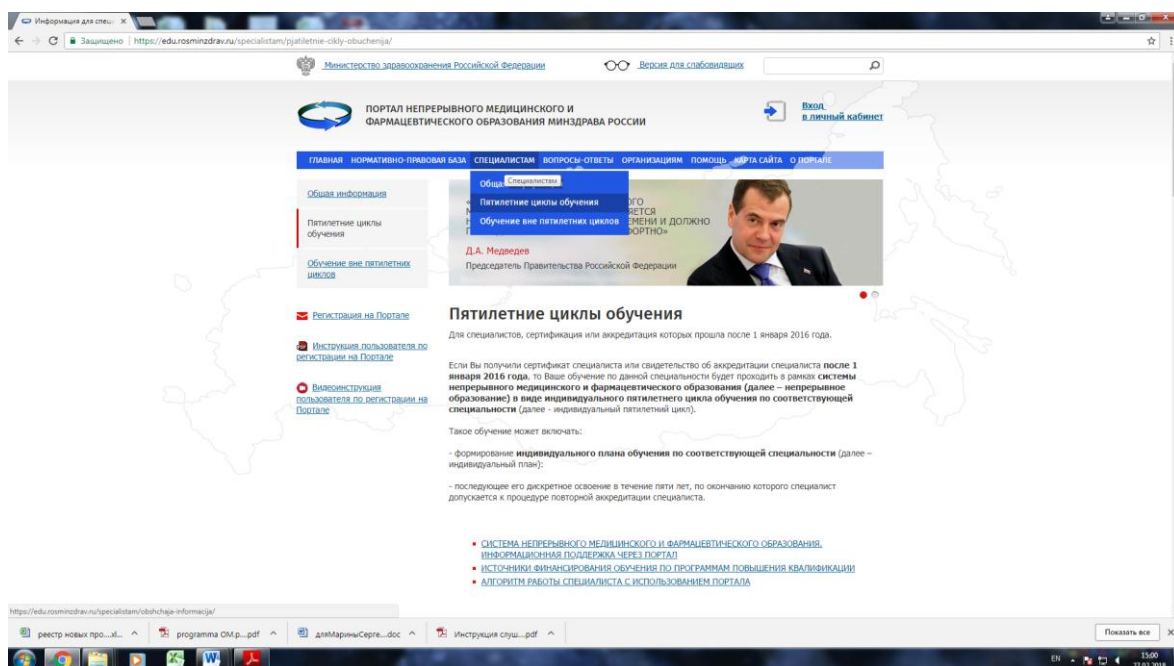 Информация для спец
Защищено | https://edu.rosminzdrav.ru/specialistam/pjatiletnie-cikly-obuchenija/
Министерство здравоохранения Российской Федерации
Версия для слабовидящих
ПОРТАЛ НЕПРЕРЫВНОГО МЕДИЦИНСКОГО И
ФАРМАЦЕВТИЧЕСКОГО ОБРАЗОВАНИЯ МИНЗДРАВА РОССИИ
Вход
в личный кабинет
ГЛАВНАЯ НОРМАТИВНО-ПРАВОВАЯ БАЗА СПЕЦИАЛИСТАМ ВОПРОСЫ-ОТВЕТЫ ОРГАНИЗАЦИЯМ ПОМОЩЬ КАРТА САЙТА О ПОРТАЛЕ
Специалистам
Пятилетние циклы обучения
Обучение вне пятилетних циклов
Общая информация
Пятилетние циклы
обучения
Обучение вне пятилетних
циклов
Регистрация на Портале
Инструкция пользователя по
регистрации на Портале
Видеоинструкция
пользователя по регистрации на
Портале
И ДОЛЖНО
Д.А. Медведев
Председатель Правительства Российской Федерации
Пятилетние циклы обучения
Для специалистов, сертификация или аккредитация которых прошла после 1 января 2016 года.
Если Вы получили сертификат специалиста или свидетельство об аккредитации специалиста после 1
января 2016 года, то Ваше обучение по данной специальности будет проходить в рамках системы
непрерывного медицинского и фармацевтического образования (далее – непрерывное
образование) в виде индивидуального пятилетнего цикла обучения по соответствующей
специальности (далее - индивидуальный пятилетний цикл).
Такое обучение может включать:
- формирование индивидуального плана обучения по соответствующей специальности (далее –
индивидуальный план):
- последующее его дискретное освоение в течение пяти лет, по окончанию которого специалист
допускается к процедуре повторной аккредитации специалиста.
СИСТЕМА НЕПРЕРЫВНОГО МЕДИЦИНСКОГО И ФАРМАЦЕВТИЧЕСКОГО ОБРАЗОВАНИЯ.
ИНФОРМАЦИОННАЯ ПОДДЕРЖКА ЧЕРЕЗ ПОРТАЛ
ИСТОЧНИКИ ФИНАНСИРОВАНИЯ ОБУЧЕНИЯ ПО ПРОГРАММАМ ПОВЫШЕНИЯ КВАЛИФИКАЦИИ
АЛГОРИТМ РАБОТЫ СПЕЦИАЛИСТА С ИСПОЛЬЗОВАНИЕМ ПОРТАЛА
https://edu.rosminzdrav.ru/specialistam/obshchaja-informacija/
реестр новых про....xl... programma OM.p...pdf дляМариныСерге...doc Инструкция слуш....pdf Показать все
EN 15:00